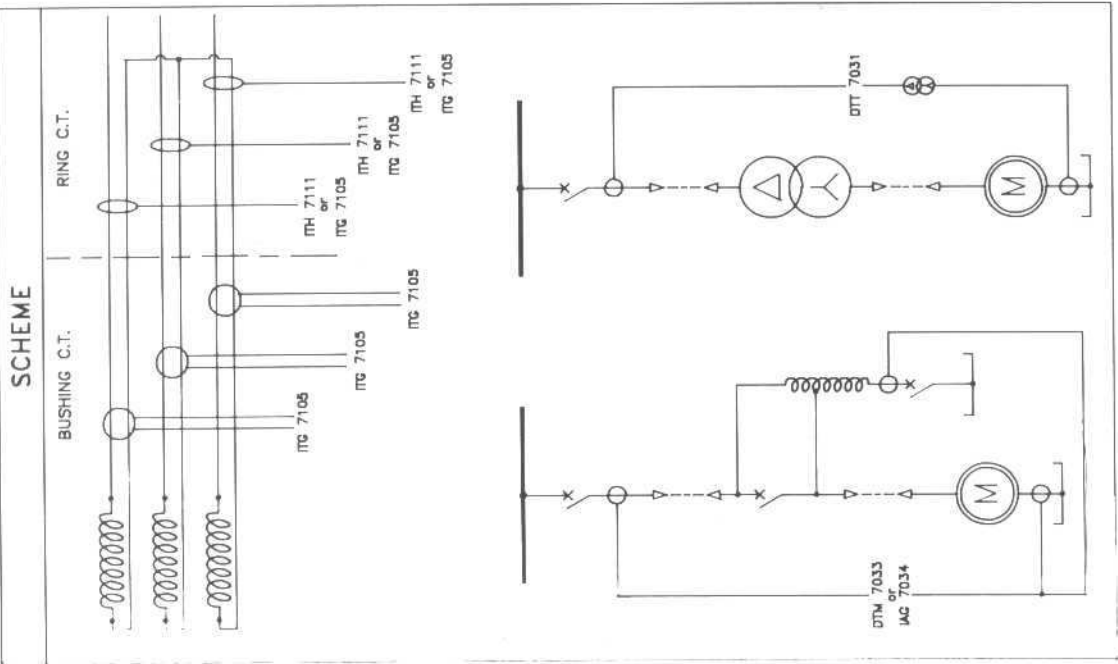 SCHEME
BUSHING C.T.
RING C.T.
ITG 7105
ITG 7105
ITG 7105
ITH 7111
or
ITG 7105
ITH 7111
or
ITG 7105
ITH 7111
or
ITG 7105
DTM 7033
or
IAG 7034
M
DTT 7031
M